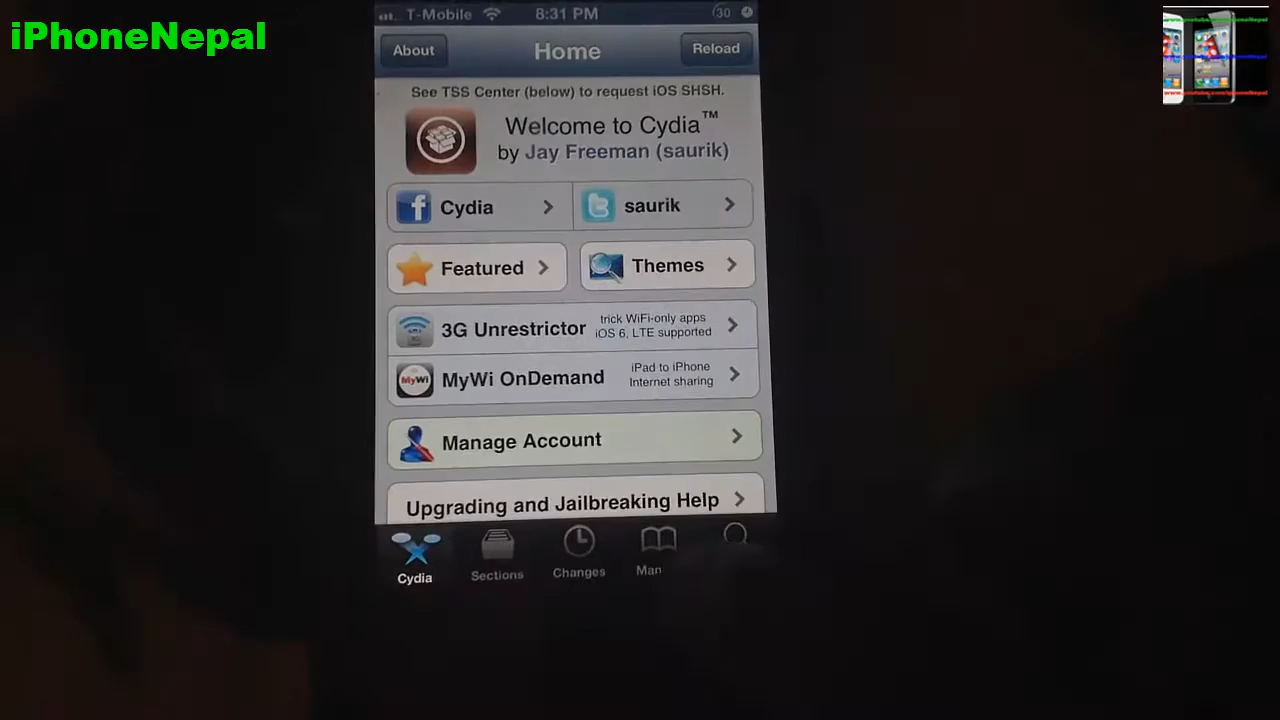 iPhoneNepal
T-Mobile 8:31 PM 30
About Home Reload
See TSS Center (below) to request iOS SHSH.
Welcome to Cydia™
by Jay Freeman (saurik)
f Cydia saurik
Featured Themes
3G Unrestrictor
trick WiFi-only apps
iOS 6, LTE supported
MyWi
MyWi OnDemand
iPad to iPhone
Internet sharing
Manage Account
Upgrading and Jailbreaking Help
Cydia Sections Changes Man